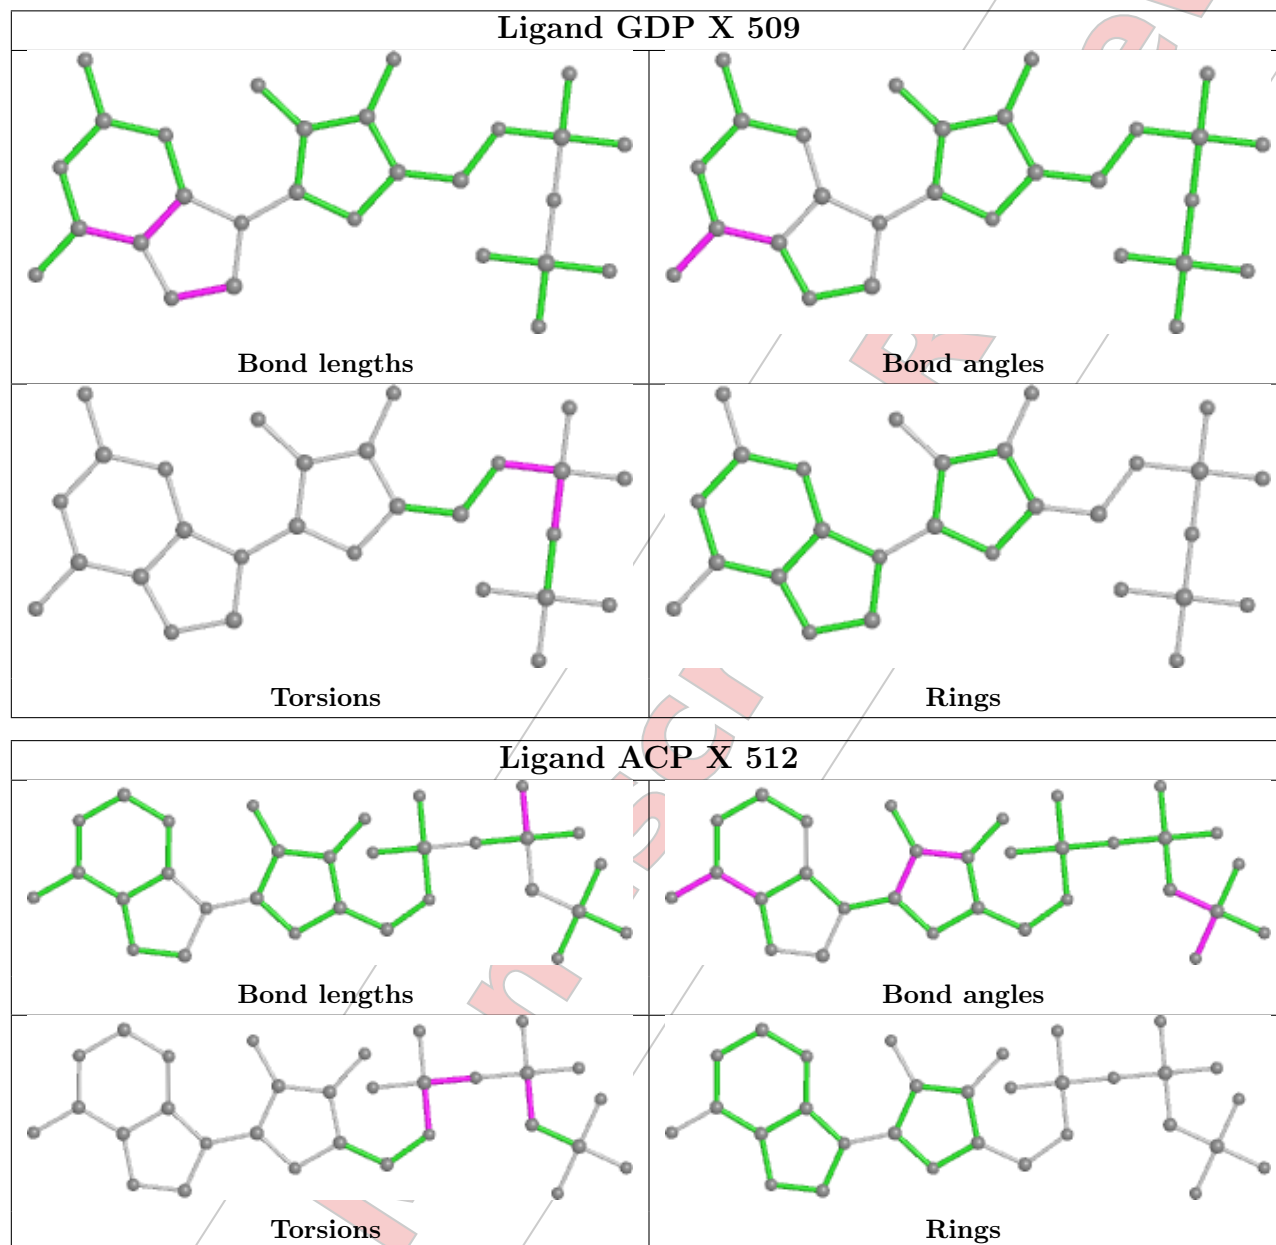 Ligand GDP X 509
Bond lengths
Bond angles
Torsions
Rings
Ligand ACP X 512
Bond lengths
Bond angles
Torsions
Rings